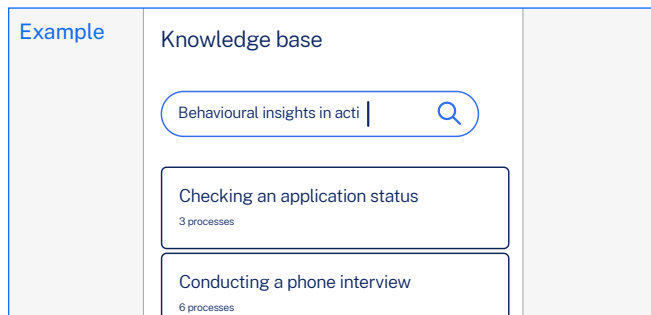 Example
Knowledge base
Behavioural insights in acti
Checking an application status
3 processes
Conducting a phone interview
6 processes